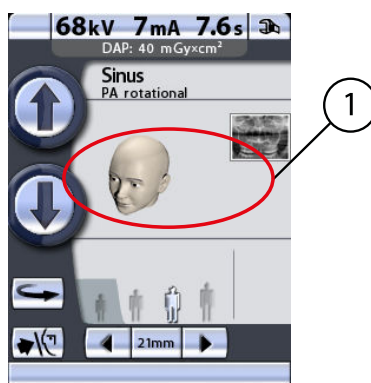 68kV 7mA 7.6s
DAP: 40 mGy×cm²
Sinus
PA rotational
1
21mm